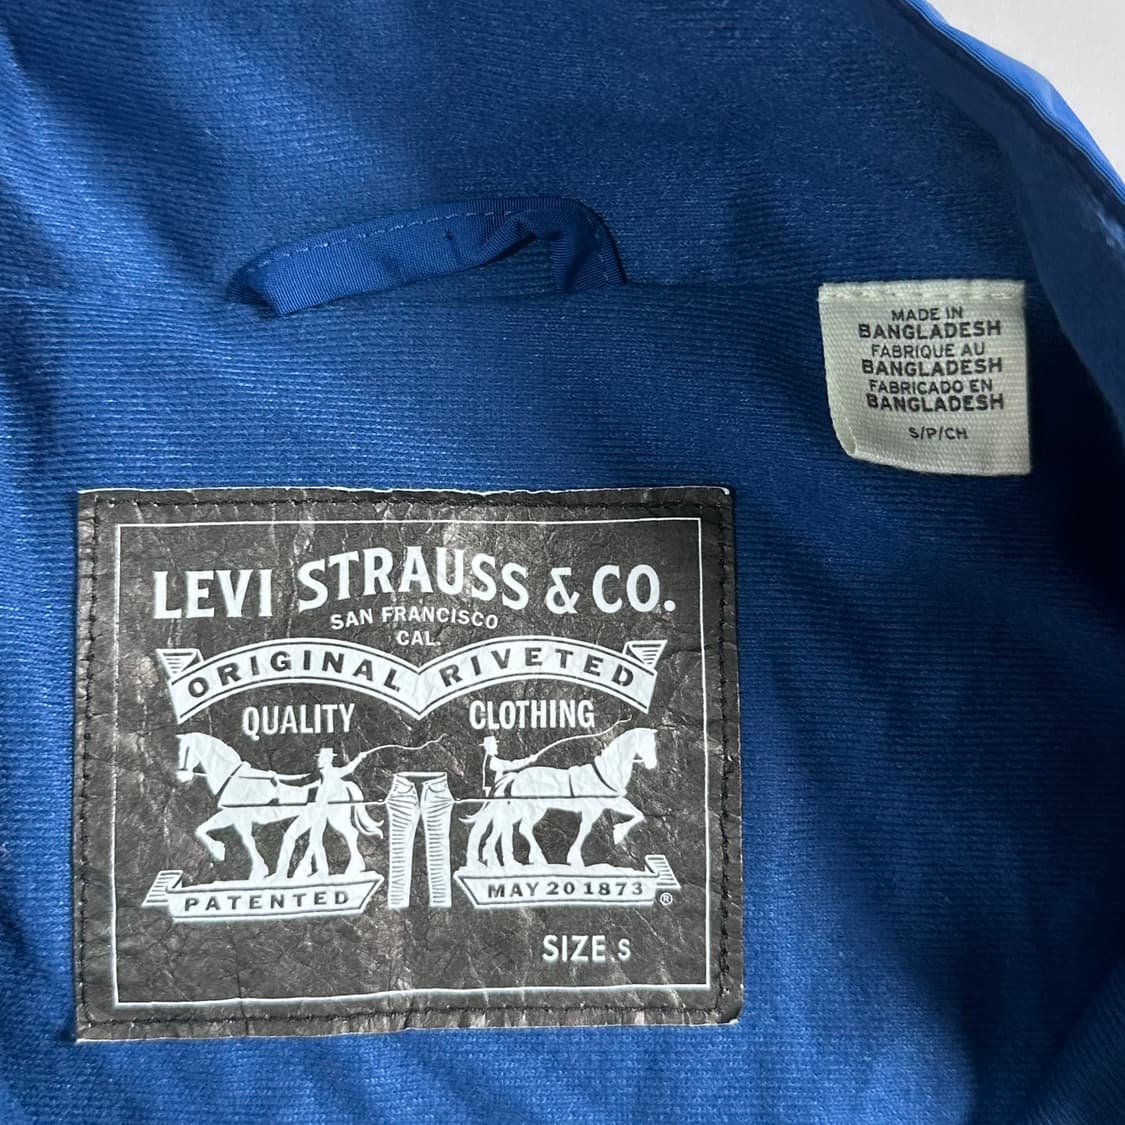 MADE IN
BANGLADESH
FABRIQUE AU
BANGLADESH
FABRICADO EN
BANGLADESH
S/P/CH
LEVI STRAUSS & CO.
SAN FRANCISCO
CAL.
ORIGINAL RIVETED
QUALITY CLOTHING
PATENTED MAY 20 1873 ®
SIZE.S